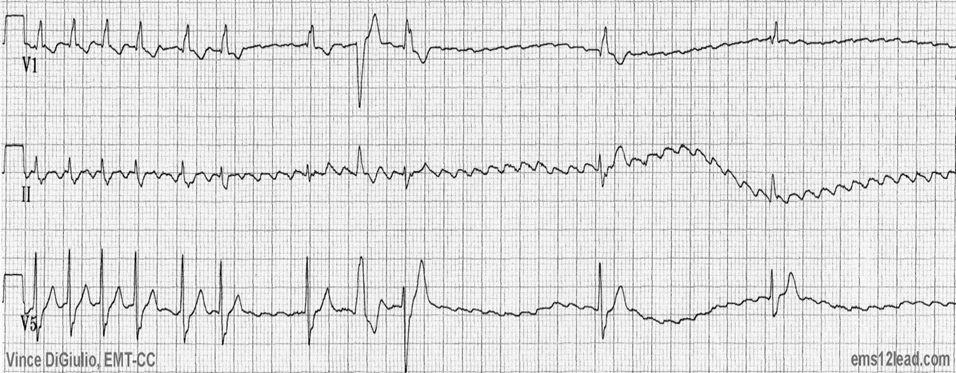 V1
II
V5
Vince DiGiulio, EMT-CC
ems12lead.com